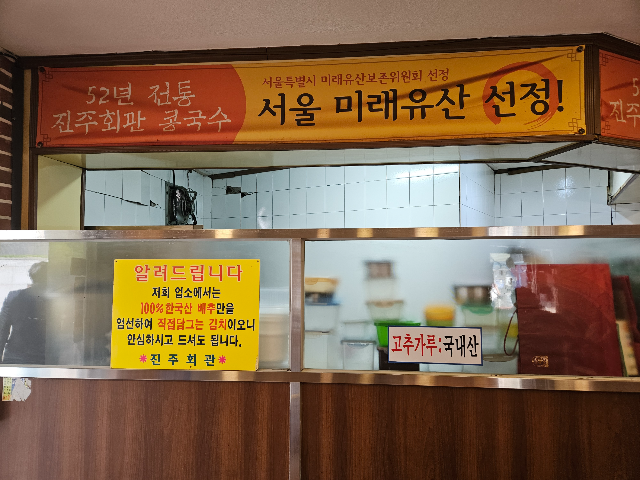 52년 전통
진주회관 콩국수
서울특별시 미래유산보존위원회 선정
서울 미래유산 선정!
알려드립니다
저희 업소에서는
100% 한국산 배추만을
엄선하여 직접담그는 김치이오니
안심하시고 드셔도 됩니다.
*진주회관*
고추가루:국내산